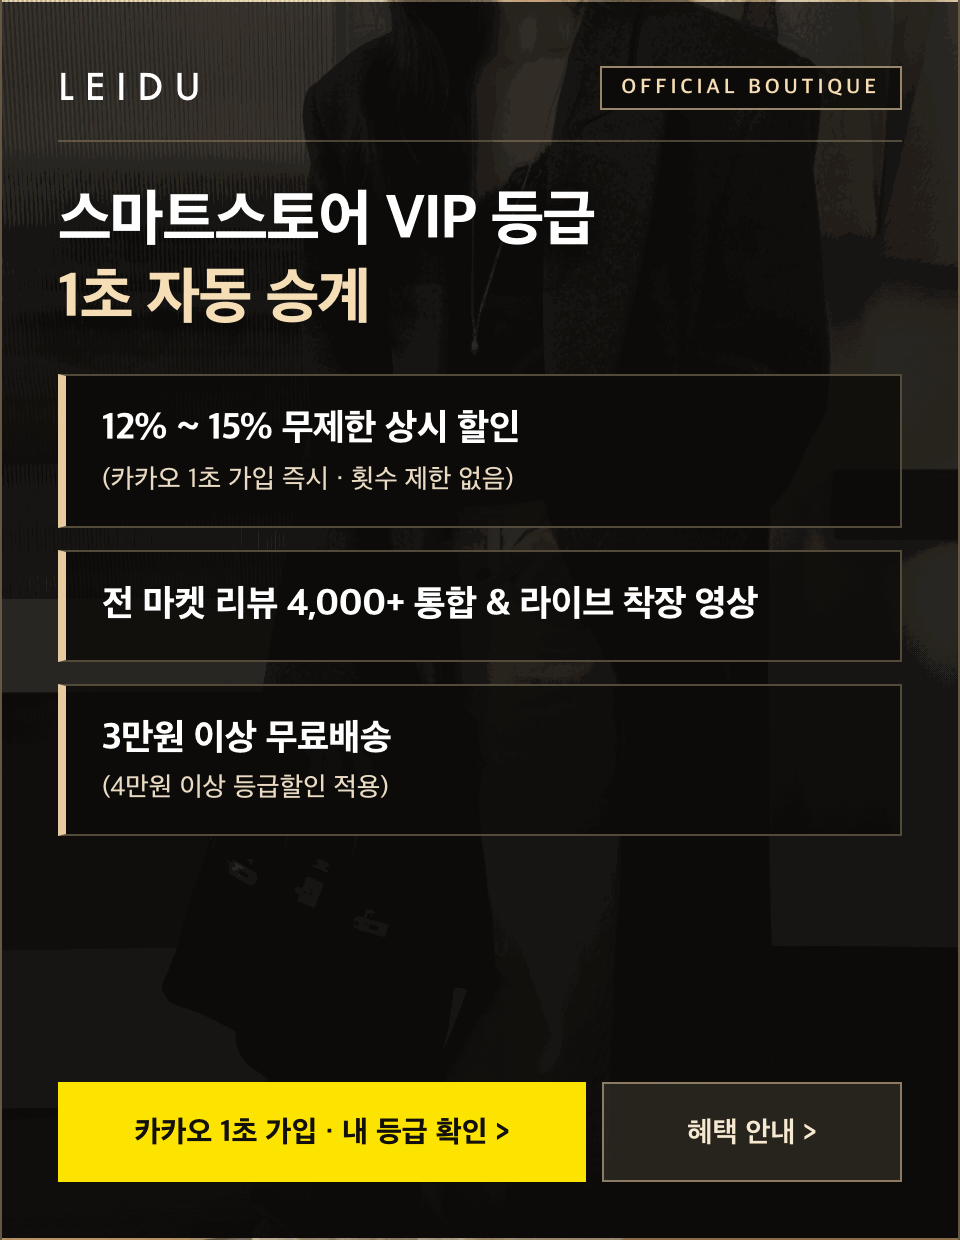 LEIDU
OFFICIAL BOUTIQUE
스마트스토어 VIP 등급
1초 자동 승계
12% ~ 15% 무제한 상시 할인
(카카오 1초 가입 즉시 · 횟수 제한 없음)
전 마켓 리뷰 4,000+ 통합 & 라이브 착장 영상
3만원 이상 무료배송
(4만원 이상 등급할인 적용)
카카오 1초 가입 · 내 등급 확인 >
혜택 안내 >